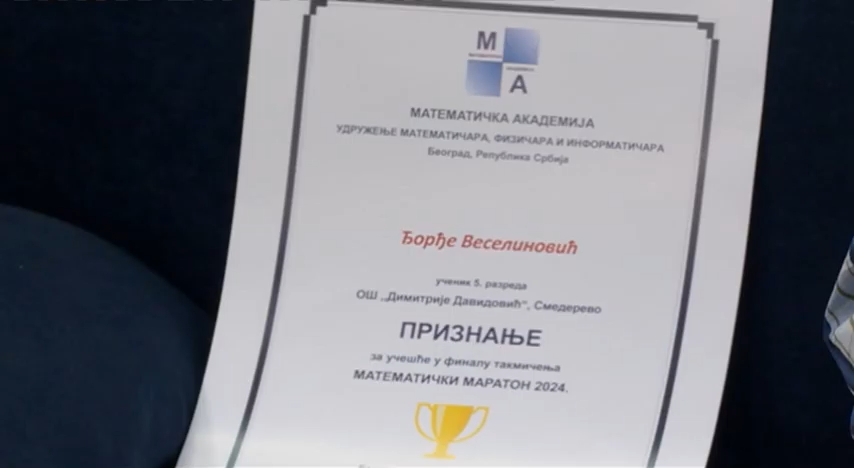 М
А
МАТЕМАТИЧКА АКАДЕМИЈА
УДРУЖЕЊЕ МАТЕМАТИЧАРА, ФИЗИЧАРА И ИНФОРМАТИЧАРА
Београд, Република Србија
Ђорђе Веселиновић
ученик 5. разреда
ОШ „Димитрије Давидовић“, Смедерево
ПРИЗНАЊЕ
за учешће у финалу такмичења
МАТЕМАТИЧКИ МАРАТОН 2024.